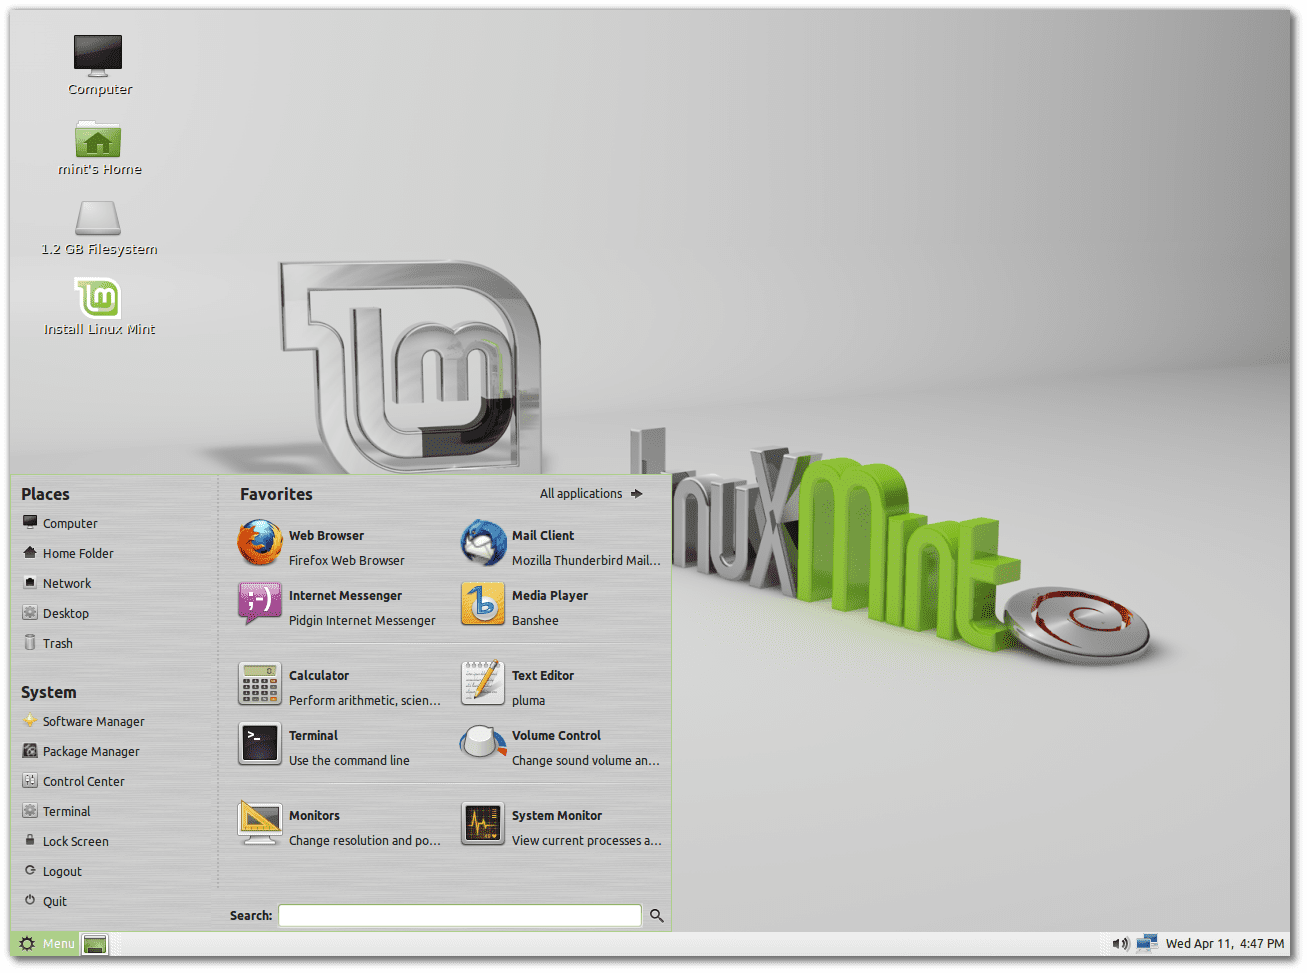 Computer
mint's Home
1.2 GB Filesystem
lm
Install Linux Mint
lm
LinuxMint
Places
Computer
Home Folder
Network
Desktop
Trash
System
Software Manager
Package Manager
Control Center
Terminal
Lock Screen
Logout
Quit
Favorites
All applications
Web Browser
Firefox Web Browser
Mail Client
Mozilla Thunderbird Mail...
Internet Messenger
Pidgin Internet Messenger
Media Player
Banshee
Calculator
Perform arithmetic, scien...
Text Editor
pluma
Terminal
Use the command line
Volume Control
Change sound volume an...
Monitors
Change resolution and po...
System Monitor
View current processes a...
Search:
Menu
Wed Apr 11, 4:47 PM